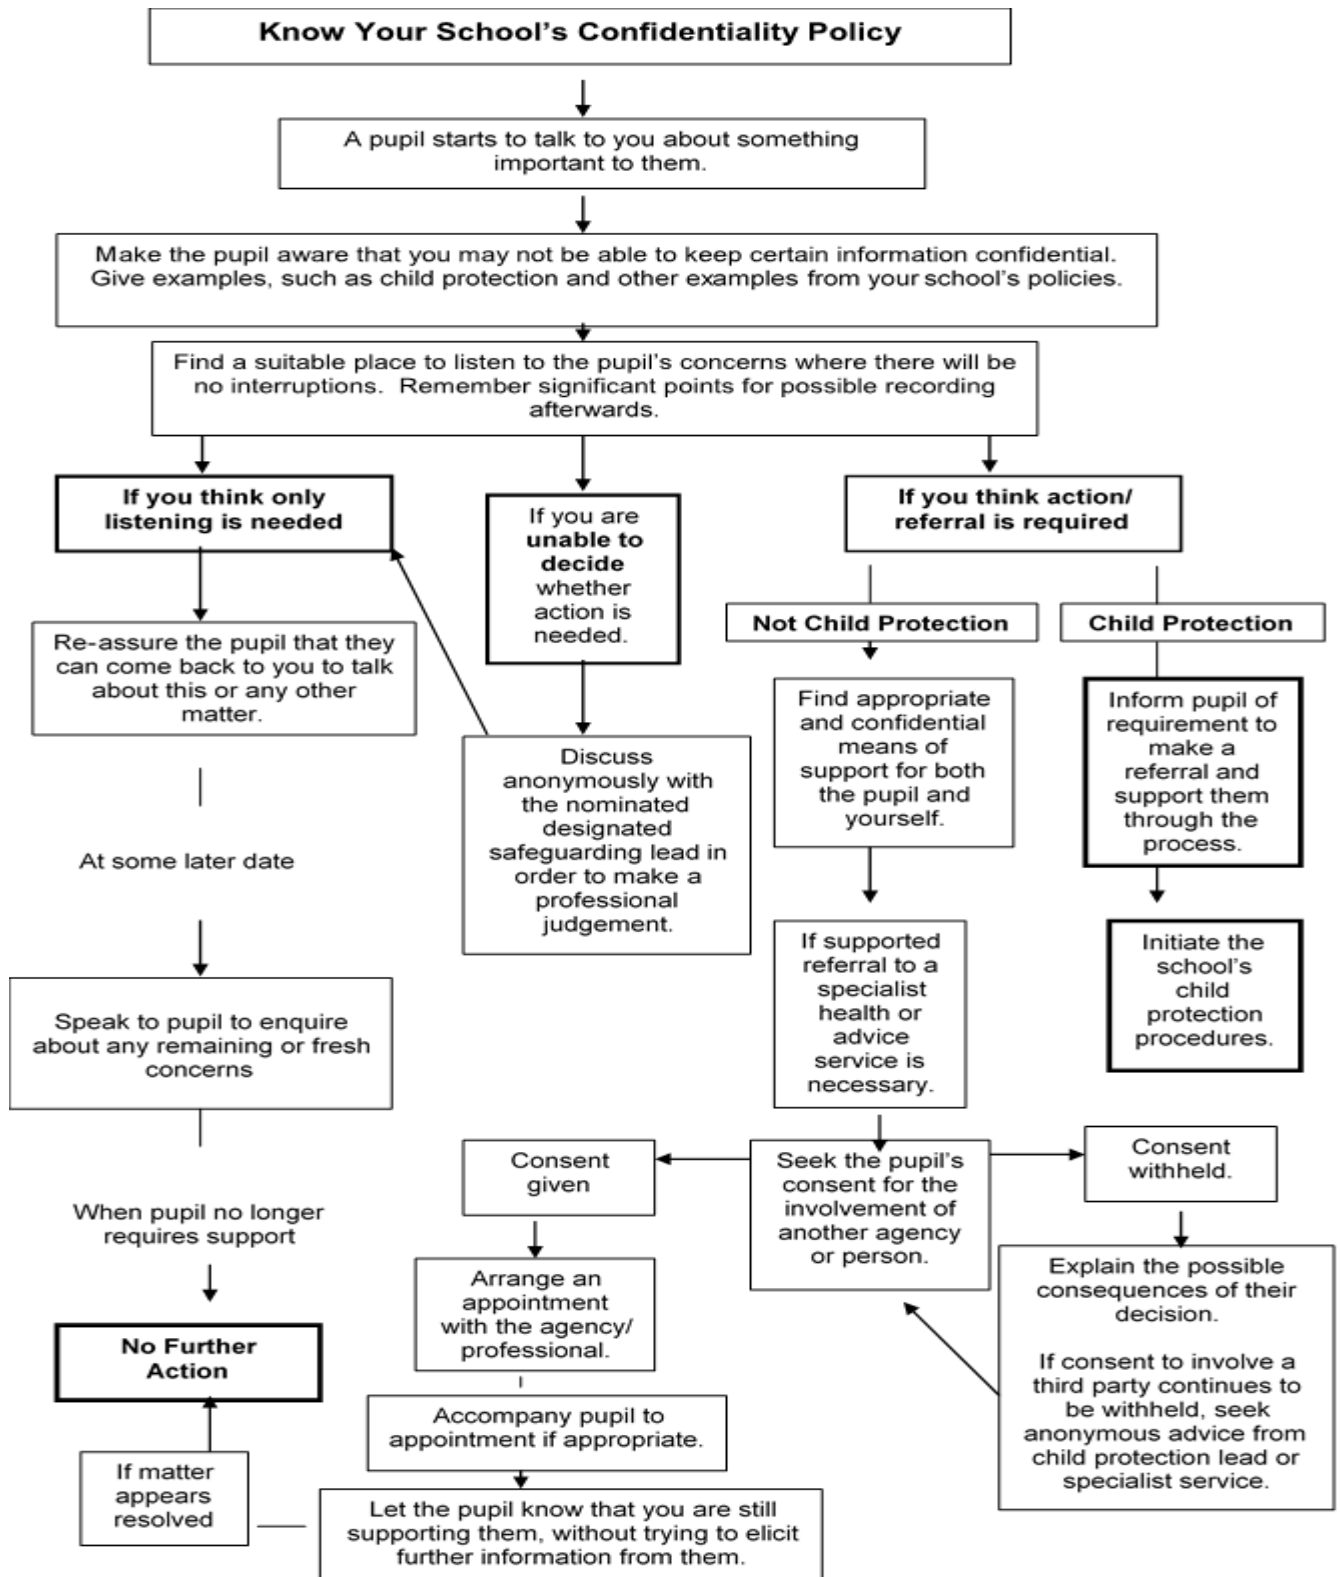 Know Your School's Confidentiality Policy
A pupil starts to talk to you about something
important to them.
Make the pupil aware that you may not be able to keep certain information confidential.
Give examples, such as child protection and other examples from your school's policies.
Find a suitable place to listen to the pupil's concerns where there will be
no interruptions.  Remember significant points for possible recording
afterwards.
If you think only
listening is needed
Re-assure the pupil that they
can come back to you to talk
about this or any other
matter.
At some later date
Speak to pupil to enquire
about any remaining or fresh
concerns
When pupil no longer
requires support
No Further
Action
If you are
unable to
decide
whether
action is
needed.
Discuss
anonymously with
the nominated
designated
safeguarding lead in
order to make a
professional
judgement.
If you think action/
referral is required
Not Child Protection
Find appropriate
and confidential
means of
support for both
the pupil and
yourself.
If supported
referral to a
specialist
health or
advice
service is
necessary.
Seek the pupil's
consent for the
involvement of
another agency
or person.
Child Protection
Inform pupil of
requirement to
make a
referral and
support them
through the
process.
Initiate the
school's
child
protection
procedures.
Consent
given
Arrange an
appointment
with the agency/
professional.
Accompany pupil to
appointment if appropriate.
Let the pupil know that you are still
supporting them, without trying to elicit
further information from them.
If matter
appears
resolved
Consent
withheld.
Explain the possible
consequences of their
decision.
If consent to involve a
third party continues to
be withheld, seek
anonymous advice from
child protection lead or
specialist service.